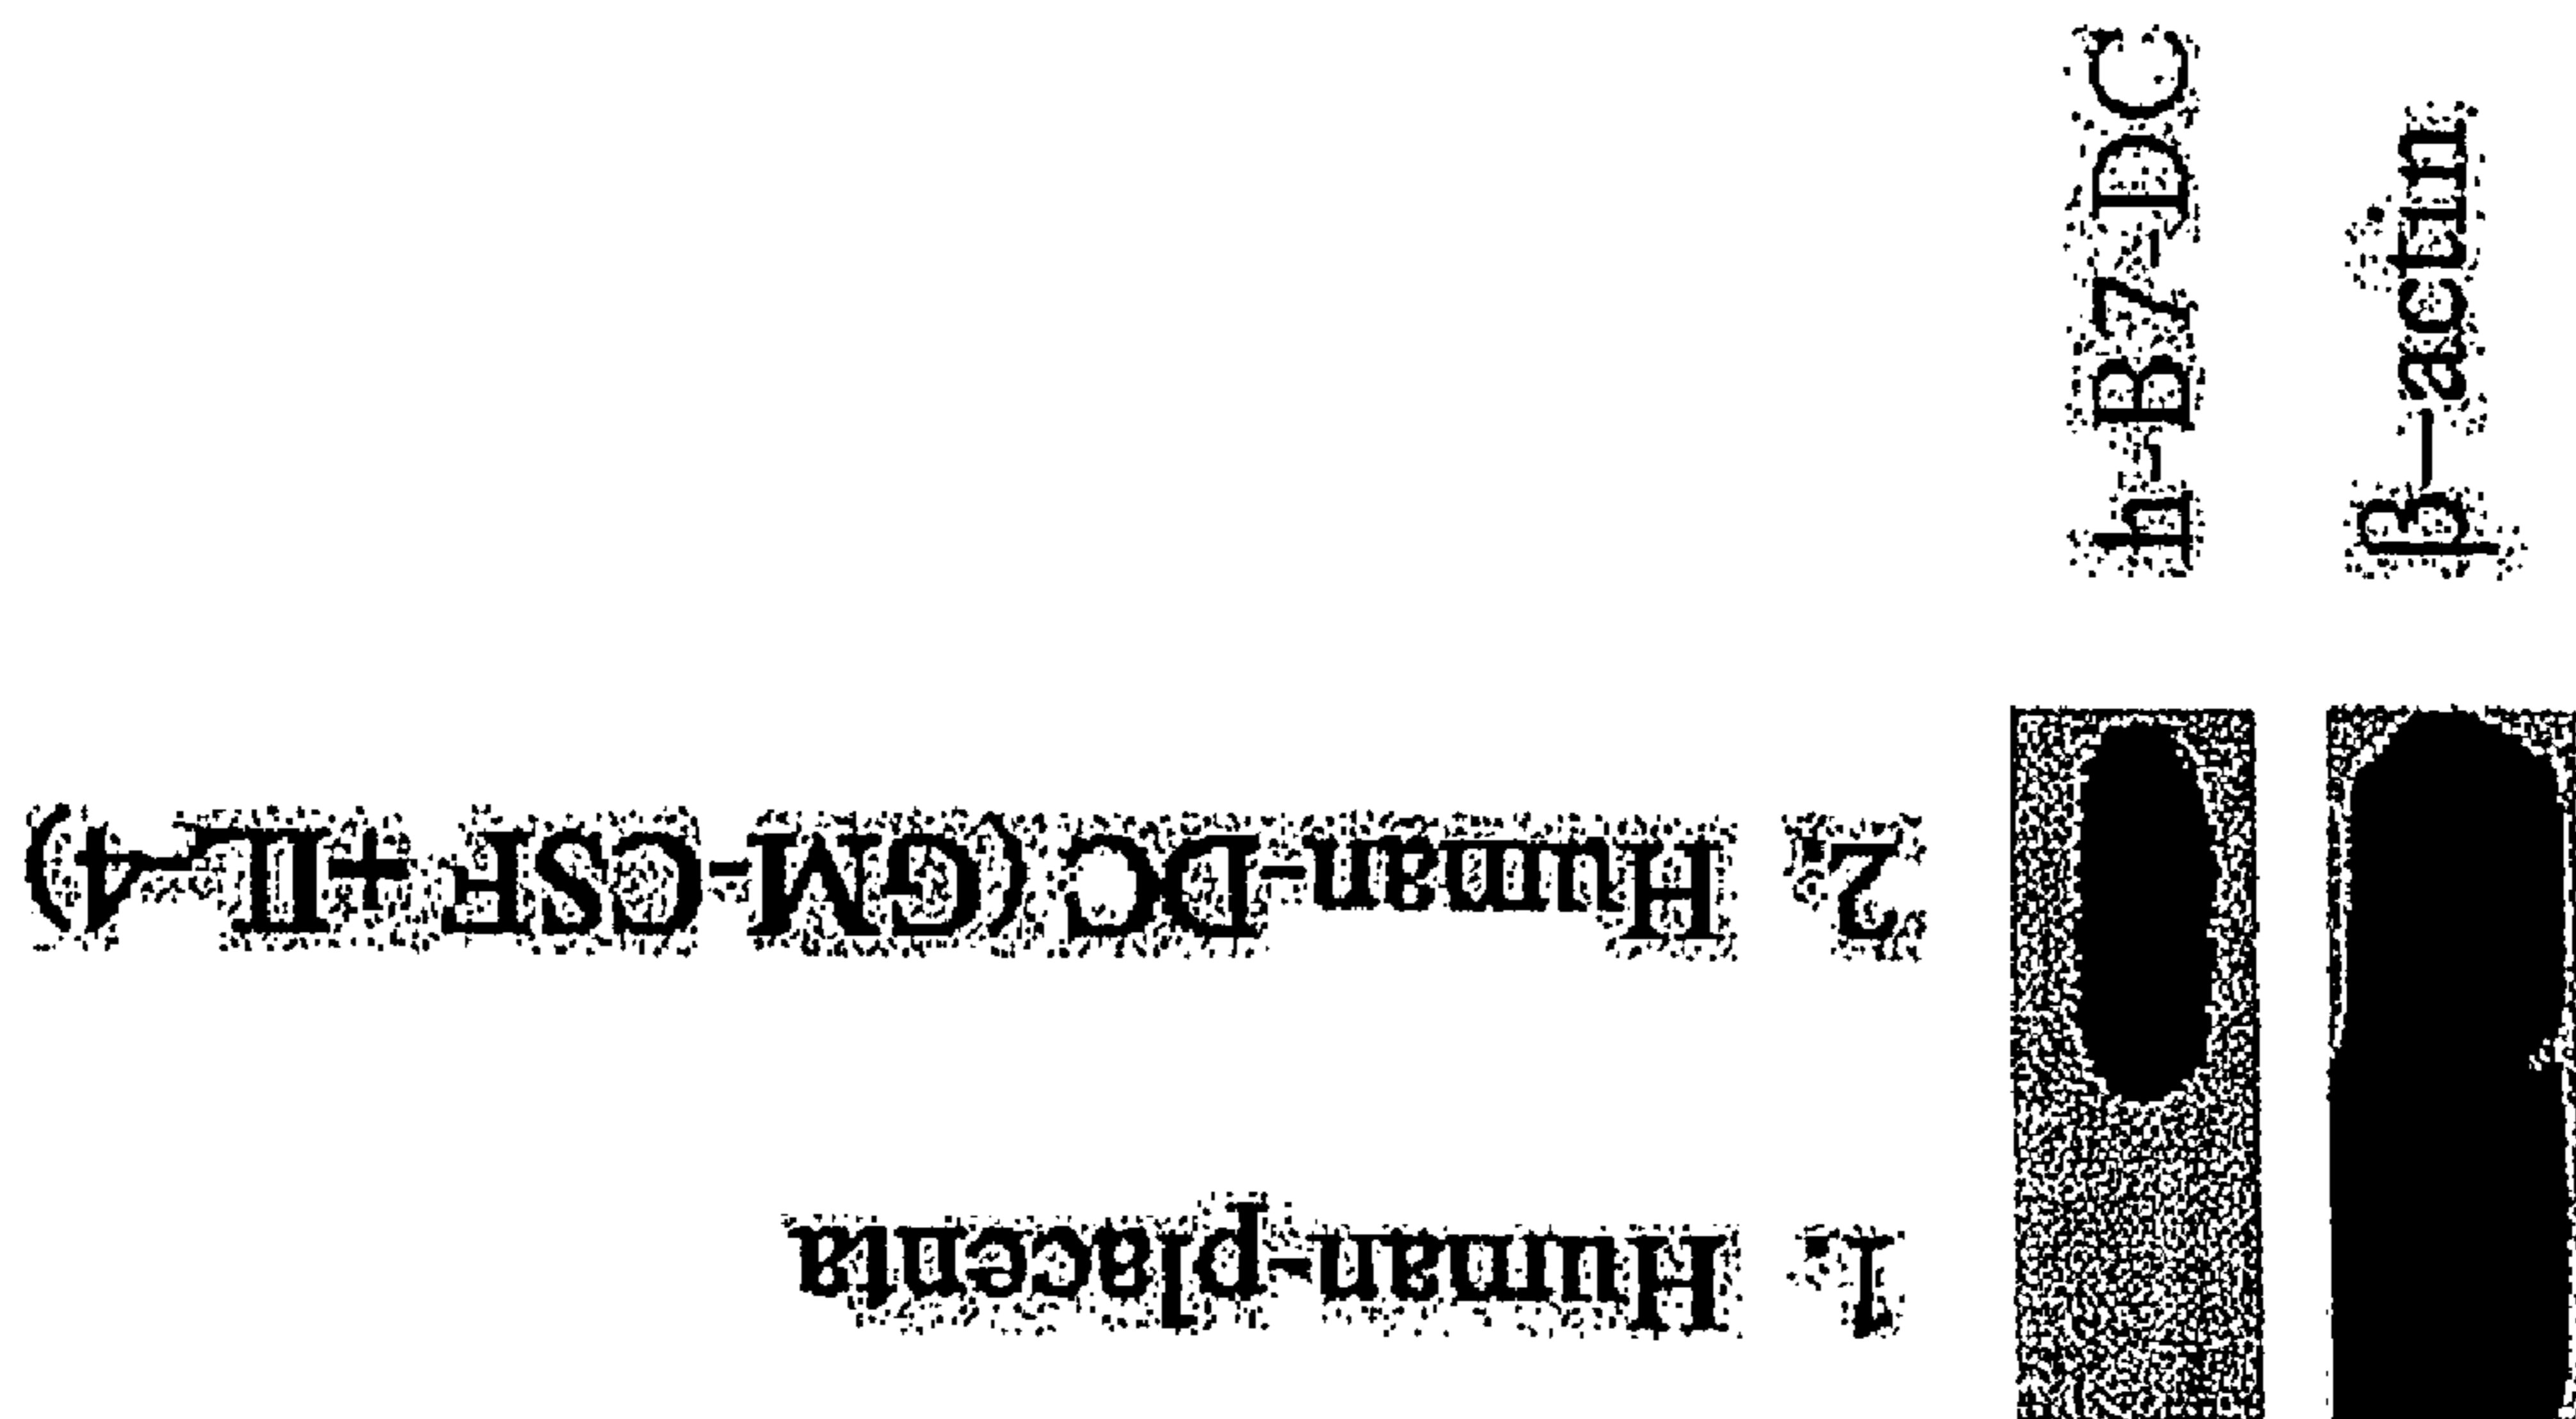 h-B7-DC
β-actin
1. Human-placenta
2. Human-DC (GM-CSF +IL-4)